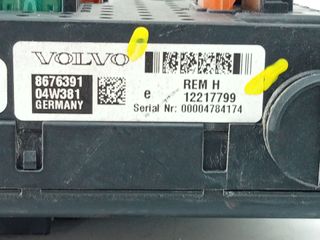 VOLVO
8676391
04W381
GERMANY
REM H
e 12217799
Serial Nr: 00004784174